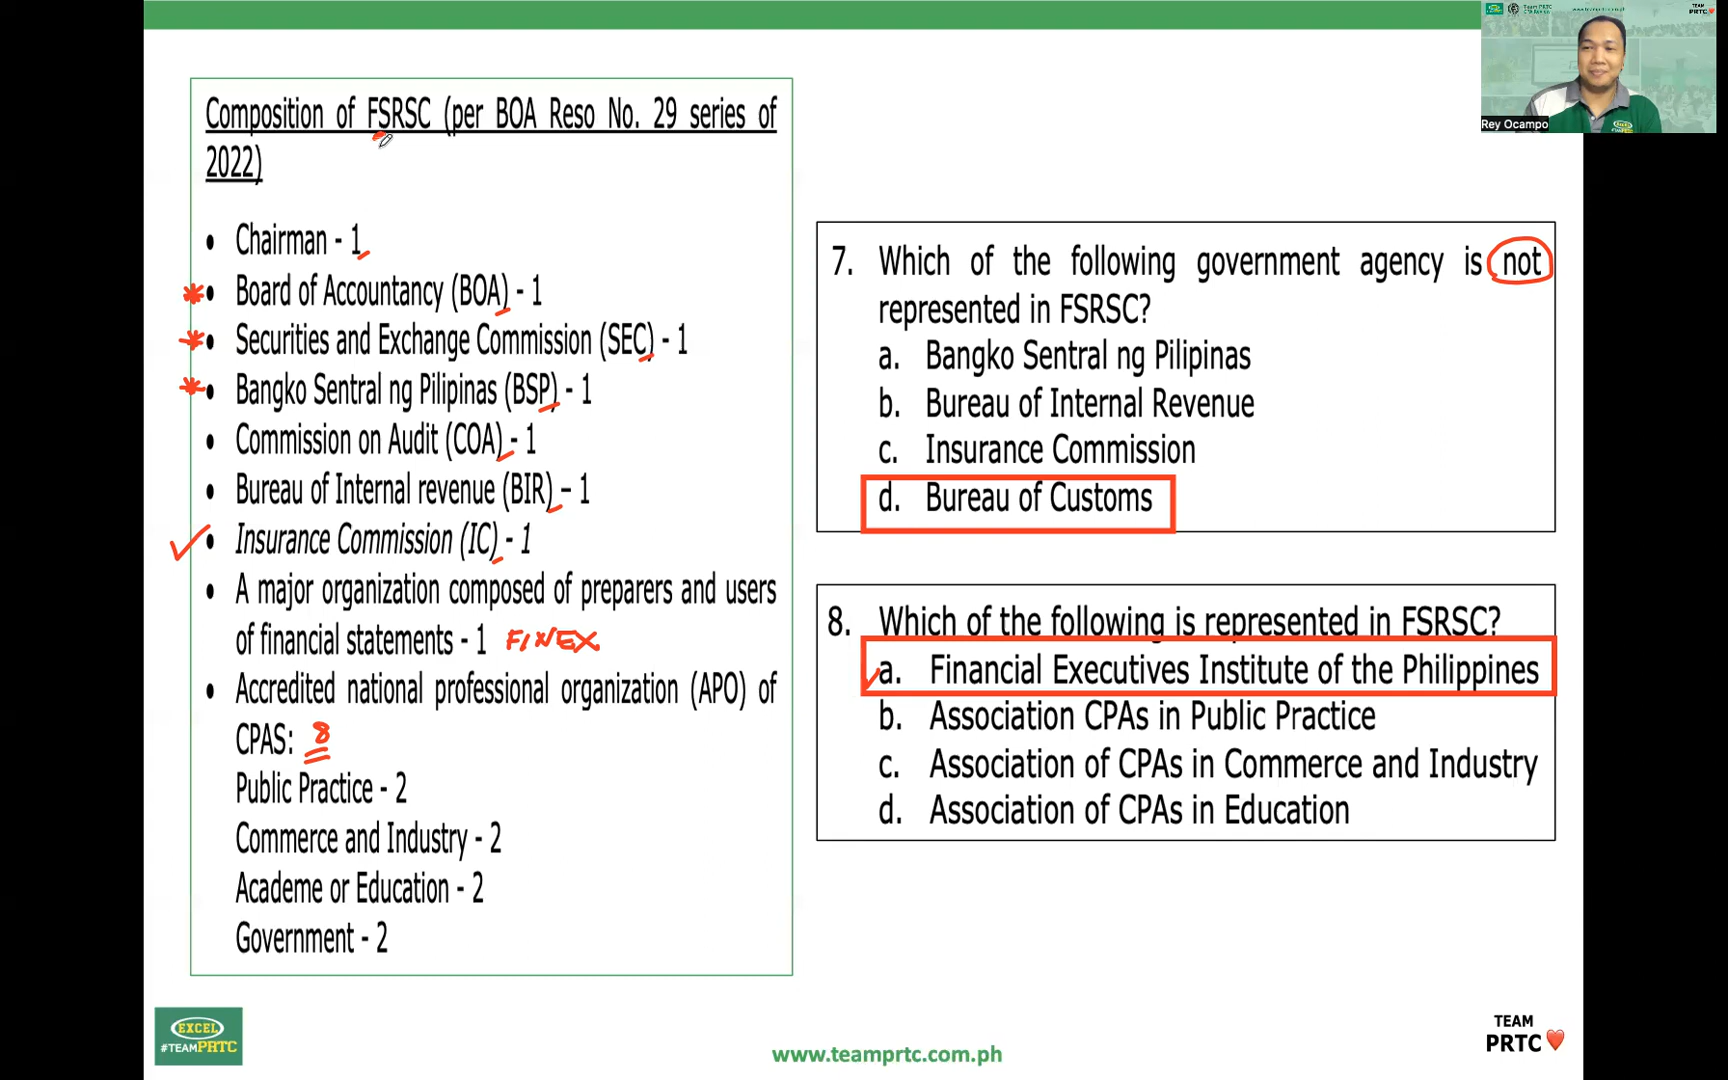 Composition of FSRSC (per BOA Reso No. 29 series of
2022)
• Chairman - 1
• Board of Accountancy (BOA) - 1
• Securities and Exchange Commission (SEC) - 1
• Bangko Sentral ng Pilipinas (BSP) - 1
• Commission on Audit (COA) - 1
• Bureau of Internal revenue (BIR) – 1
• Insurance Commission (IC) - 1
• A major organization composed of preparers and users
of financial statements - 1 FINEX
• Accredited national professional organization (APO) of
CPAS: 8
Public Practice - 2
Commerce and Industry - 2
Academe or Education - 2
Government - 2
7. Which of the following government agency is not
represented in FSRSC?
a. Bangko Sentral ng Pilipinas
b. Bureau of Internal Revenue
c. Insurance Commission
d. Bureau of Customs
8. Which of the following is represented in FSRSC?
a. Financial Executives Institute of the Philippines
b. Association CPAs in Public Practice
c. Association of CPAs in Commerce and Industry
d. Association of CPAs in Education
Rey Ocampo
EXCEL
#TEAMPRTC
www.teamprtc.com.ph
TEAM
PRTC